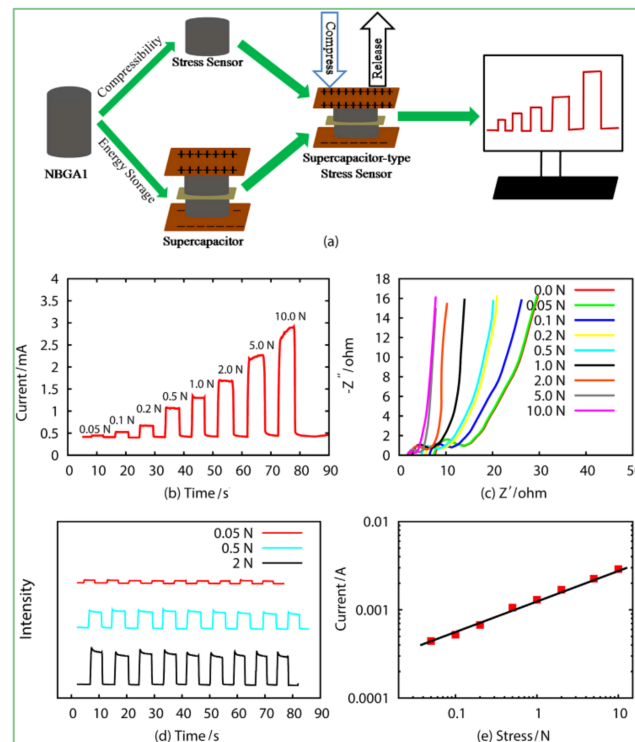 Compress
Release
Compressibility
Stress Sensor
NBGA1
Energy Storage
Supercapacitor-type
Stress Sensor
Supercapacitor
(a)
4
3.5
3
2.5
2
1.5
1
0.5
0
Current/mA
0.05 N
0.1 N
0.2 N
0.5 N
1.0 N
2.0 N
5.0 N
10.0 N
0 10 20 30 40 50 60 70 80 90
(b) Time/s
18
16
14
12
10
8
6
4
2
0
-Z″/ohm
0.0 N
0.05 N
0.1 N
0.2 N
0.5 N
1.0 N
2.0 N
5.0 N
10.0 N
0 10 20 30 40 50
(c) Z′/ohm
Intensity
0.05 N
0.5 N
2 N
0 10 20 30 40 50 60 70 80 90
(d) Time/s
0.01
0.001
0.0001
Current/A
0.1 1 10
(e) Stress/N